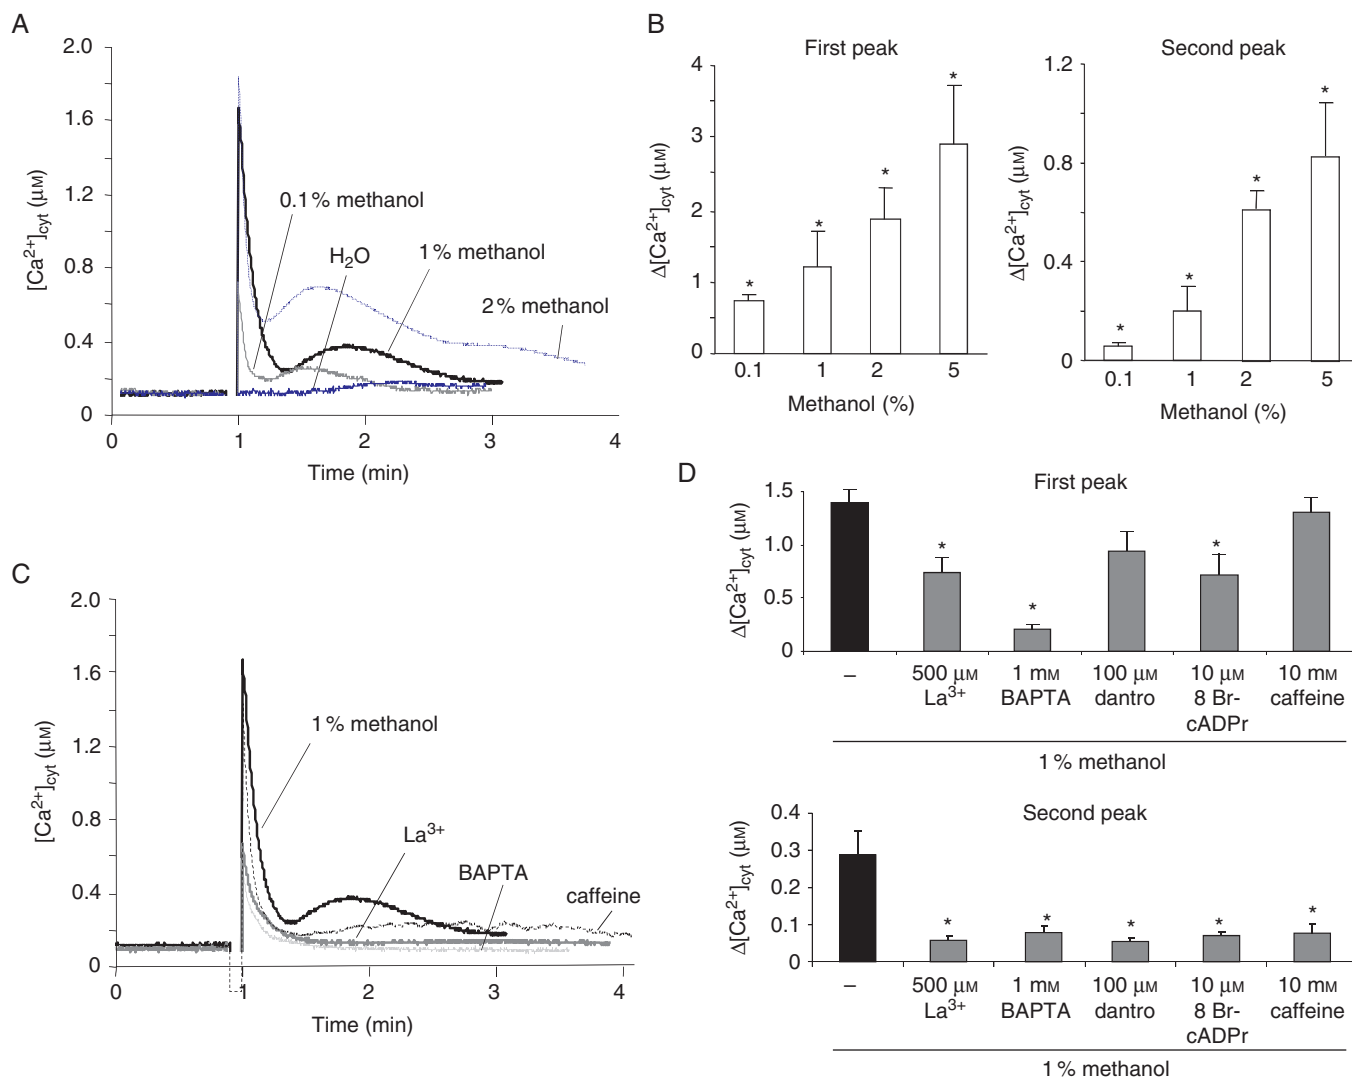 A
2.0
1.6
1.2
0.8
0.4
0
[Ca²⁺]cyt (μM)
0.1% methanol
H₂O
1% methanol
2% methanol
0 1 2 3 4
Time (min)
B
First peak
4
3
2
1
0
Δ[Ca²⁺]cyt (μM)
* * * *
0.1 1 2 5
Methanol (%)
Second peak
1.2
0.8
0.4
0
Δ[Ca²⁺]cyt (μM)
* * * *
0.1 1 2 5
Methanol (%)
C
2.0
1.6
1.2
0.8
0.4
0
[Ca²⁺]cyt (μM)
1% methanol
La³⁺
BAPTA
caffeine
0 1 2 3 4
Time (min)
D
First peak
1.5
1.0
0.5
0
Δ[Ca²⁺]cyt (μM)
* * *
– 500 μM 1 mM 100 μM 10 μM 10 mM
La³⁺ BAPTA dantro 8 Br- caffeine
cADPr
1% methanol
Second peak
0.4
0.3
0.2
0.1
0
Δ[Ca²⁺]cyt (μM)
* * * * *
– 500 μM 1 mM 100 μM 10 μM 10 mM
La³⁺ BAPTA dantro 8 Br- caffeine
cADPr
1% methanol